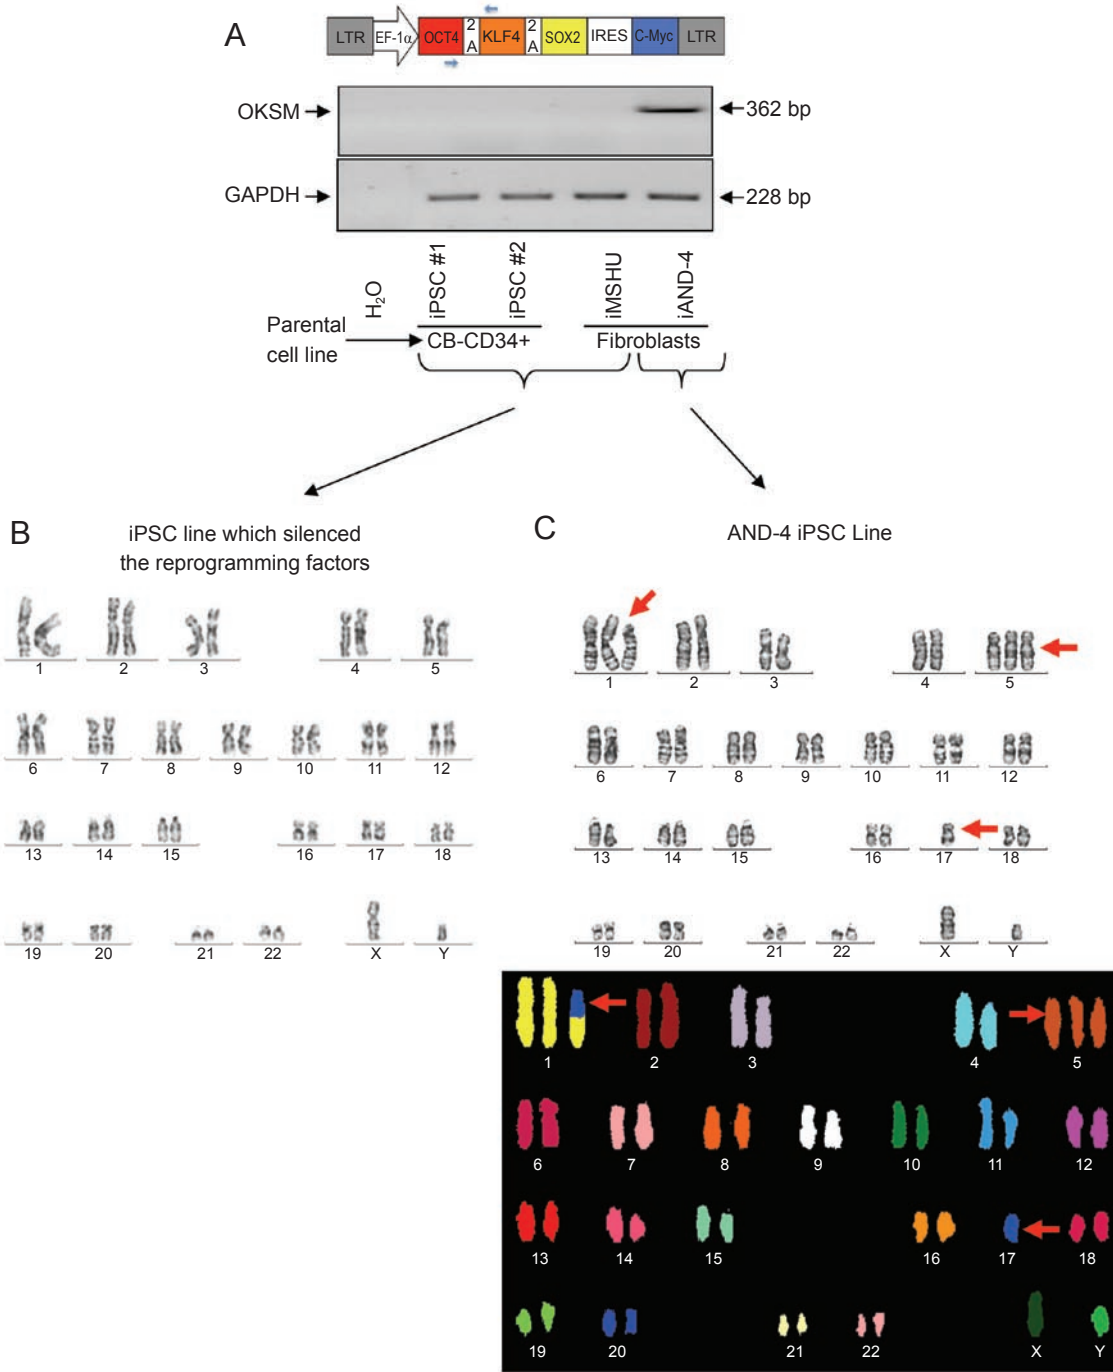 A
LTR EF-1α OCT4 2A KLF4 2A SOX2 IRES C-Myc LTR
OKSM 362 bp
GAPDH 228 bp
H2O iPSC #1 iPSC #2 iMSHU iAND-4
Parental
cell line
CB-CD34+ Fibroblasts
B
iPSC line which silenced
the reprogramming factors
1 2 3 4 5
6 7 8 9 10 11 12
13 14 15 16 17 18
19 20 21 22 X Y
C
AND-4 iPSC Line
1 2 3 4 5
6 7 8 9 10 11 12
13 14 15 16 17 18
19 20 21 22 X Y
1 2 3 4 5
6 7 8 9 10 11 12
13 14 15 16 17 18
19 20 21 22 X Y